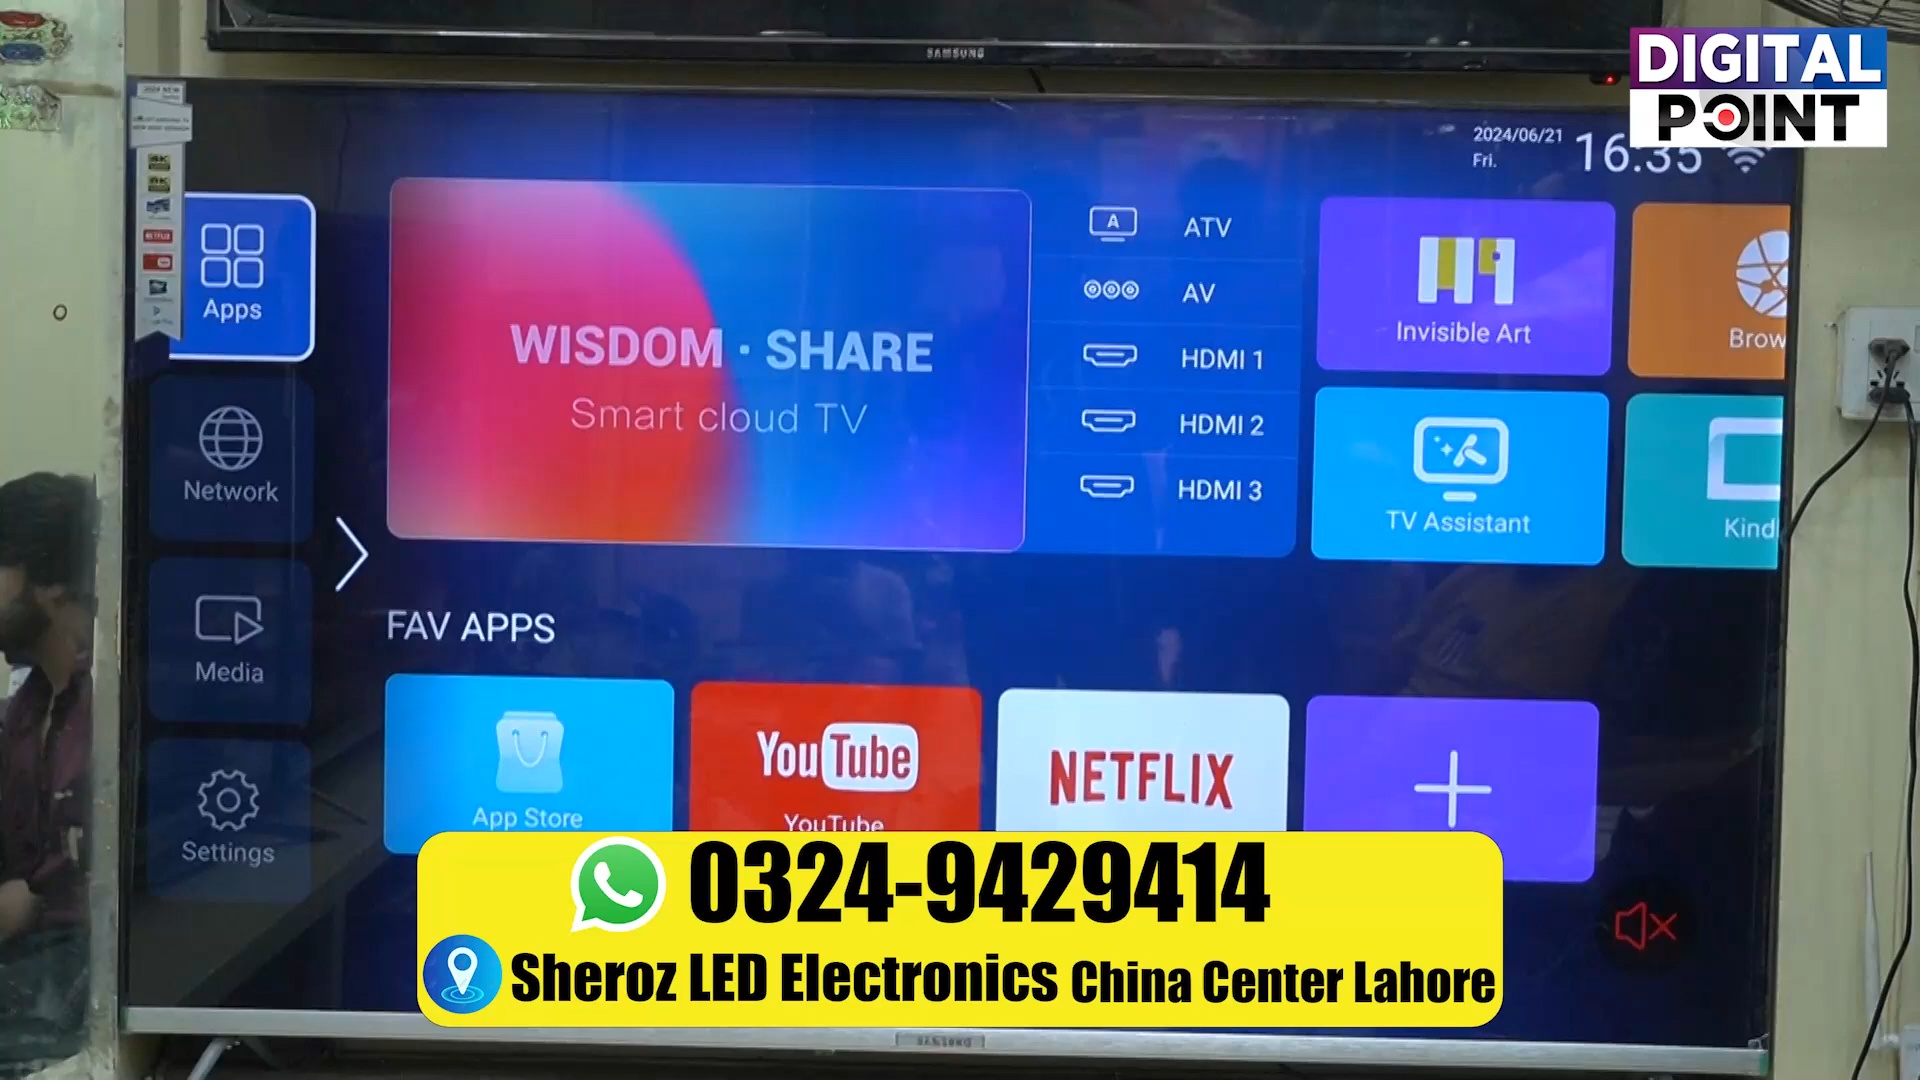 SAMSUNG
DIGITAL
POINT
2024/06/21
Fri.
16:35
Apps
Network
Media
Settings
WISDOM · SHARE
Smart cloud TV
A
ATV
AV
HDMI 1
HDMI 2
HDMI 3
Invisible Art
Brow
TV Assistant
Kind
FAV APPS
App Store
YouTube
YouTube
NETFLIX
0324-9429414
Sheroz LED Electronics China Center Lahore
SAMSUNG